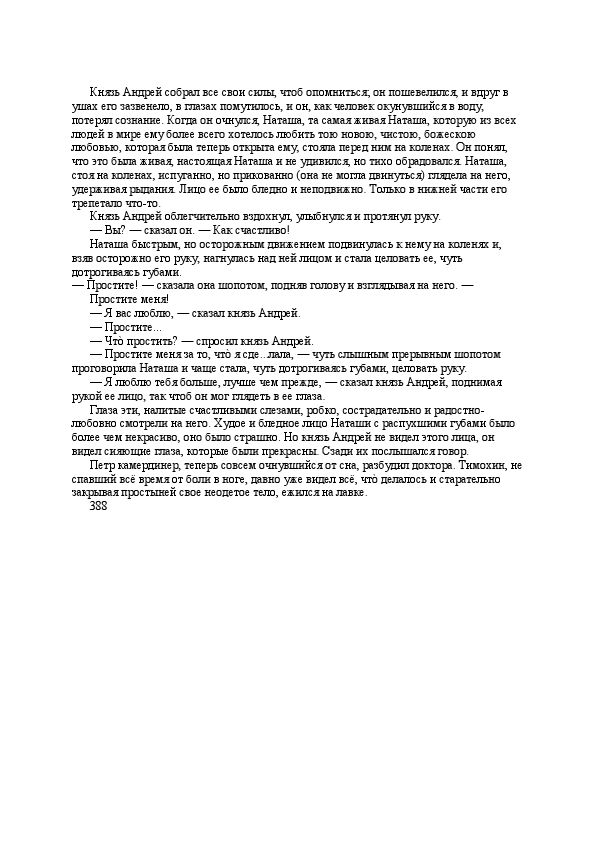 Князь Андрей собрал все свои силы, чтоб опомниться; он пошевелился, и вдруг в
ушах его зазвенело, в глазах помутилось, и он, как человек окунувшийся в воду,
потерял сознание. Когда он очнулся, Наташа, та самая живая Наташа, которую из всех
людей в мире ему более всего хотелось любить тою новою, чистою, божескою
любовью, которая была теперь открыта ему, стояла перед ним на коленах. Он понял,
что это была живая, настоящая Наташа и не удивился, но тихо обрадовался. Наташа,
стоя на коленах, испуганно, но прикованно (она не могла двинуться) глядела на него,
удерживая рыдания. Лицо ее было бледно и неподвижно. Только в нижней части его
трепетало что-то.
Князь Андрей облегчительно вздохнул, улыбнулся и протянул руку.
— Вы? — сказал он. — Как счастливо!
Наташа быстрым, но осторожным движением подвинулась к нему на коленях и,
взяв осторожно его руку, нагнулась над ней лицом и стала целовать ее, чуть
дотрогиваясь губами.
— Простите! — сказала она шопотом, подняв голову и взглядывая на него. —
Простите меня!
— Я вас люблю, — сказал князь Андрей.
— Простите...
— Что̀ простить? — спросил князь Андрей.
— Простите меня за то, что̀ я сде...лала, — чуть слышным прерывным шопотом
проговорила Наташа и чаще стала, чуть дотрогиваясь губами, целовать руку.
— Я люблю тебя больше, лучше чем прежде, — сказал князь Андрей, поднимая
рукой ее лицо, так чтоб он мог глядеть в ее глаза.
Глаза эти, налитые счастливыми слезами, робко, сострадательно и радостно-
любовно смотрели на него. Худое и бледное лицо Наташи с распухшими губами было
более чем некрасиво, оно было страшно. Но князь Андрей не видел этого лица, он
видел сияющие глаза, которые были прекрасны. Сзади их послышался говор.
Петр камердинер, теперь совсем очнувшийся от сна, разбудил доктора. Тимохин, не
спавший всё время от боли в ноге, давно уже видел всё, что̀ делалось и старательно
закрывая простыней свое неодетое тело, ежился на лавке.
388